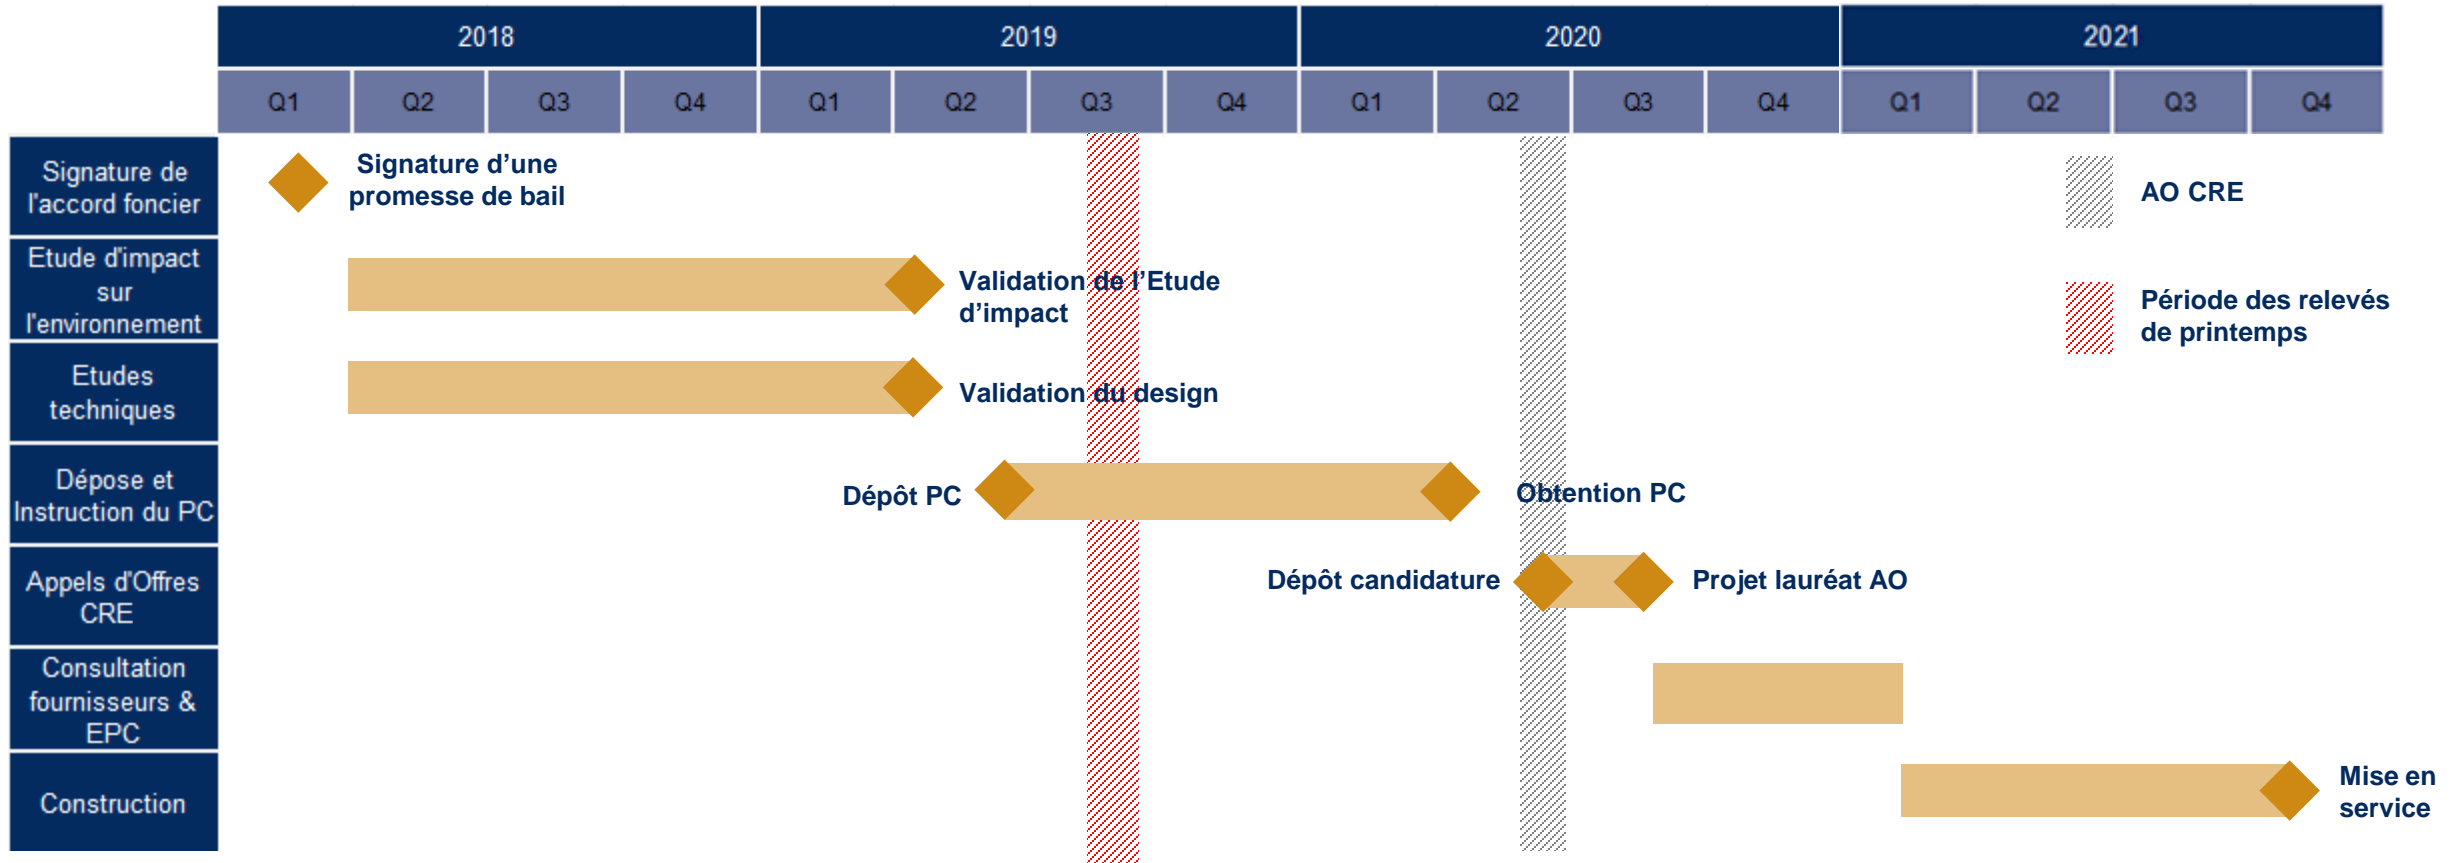 2018
2019
2020
2021
Q1
Q2
Q3
Q4
Q1
Q2
Q3
Q4
Q1
Q2
Q3
Q4
Q1
Q2
Q3
Q4
Signature de
l'accord foncier
Signature d’une
promesse de bail
AO CRE
Etude d'impact
sur
l'environnement
Validation de l’Etude
d’impact
Période des relevés
de printemps
Etudes
techniques
Validation du design
Dépose et
Instruction du PC
Dépôt PC
Obtention PC
Appels d'Offres
CRE
Dépôt candidature
Projet lauréat AO
Consultation
fournisseurs &
EPC
Construction
Mise en
service